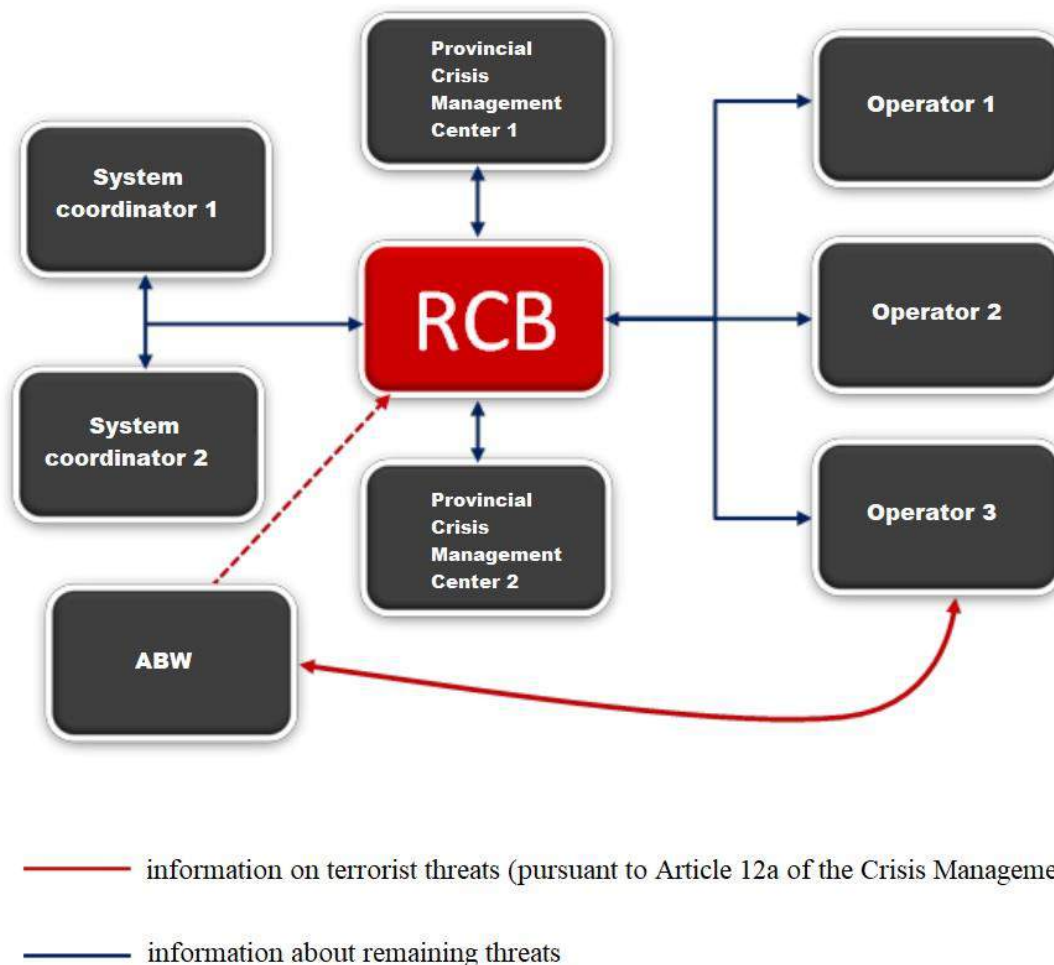 Provincial
Crisis
Management
Center 1
Operator 1
System
coordinator 1
RCB
Operator 2
System
coordinator 2
Provincial
Crisis
Management
Center 2
Operator 3
ABW
information on terrorist threats (pursuant to Article 12a of the Crisis Manageme
information about remaining threats